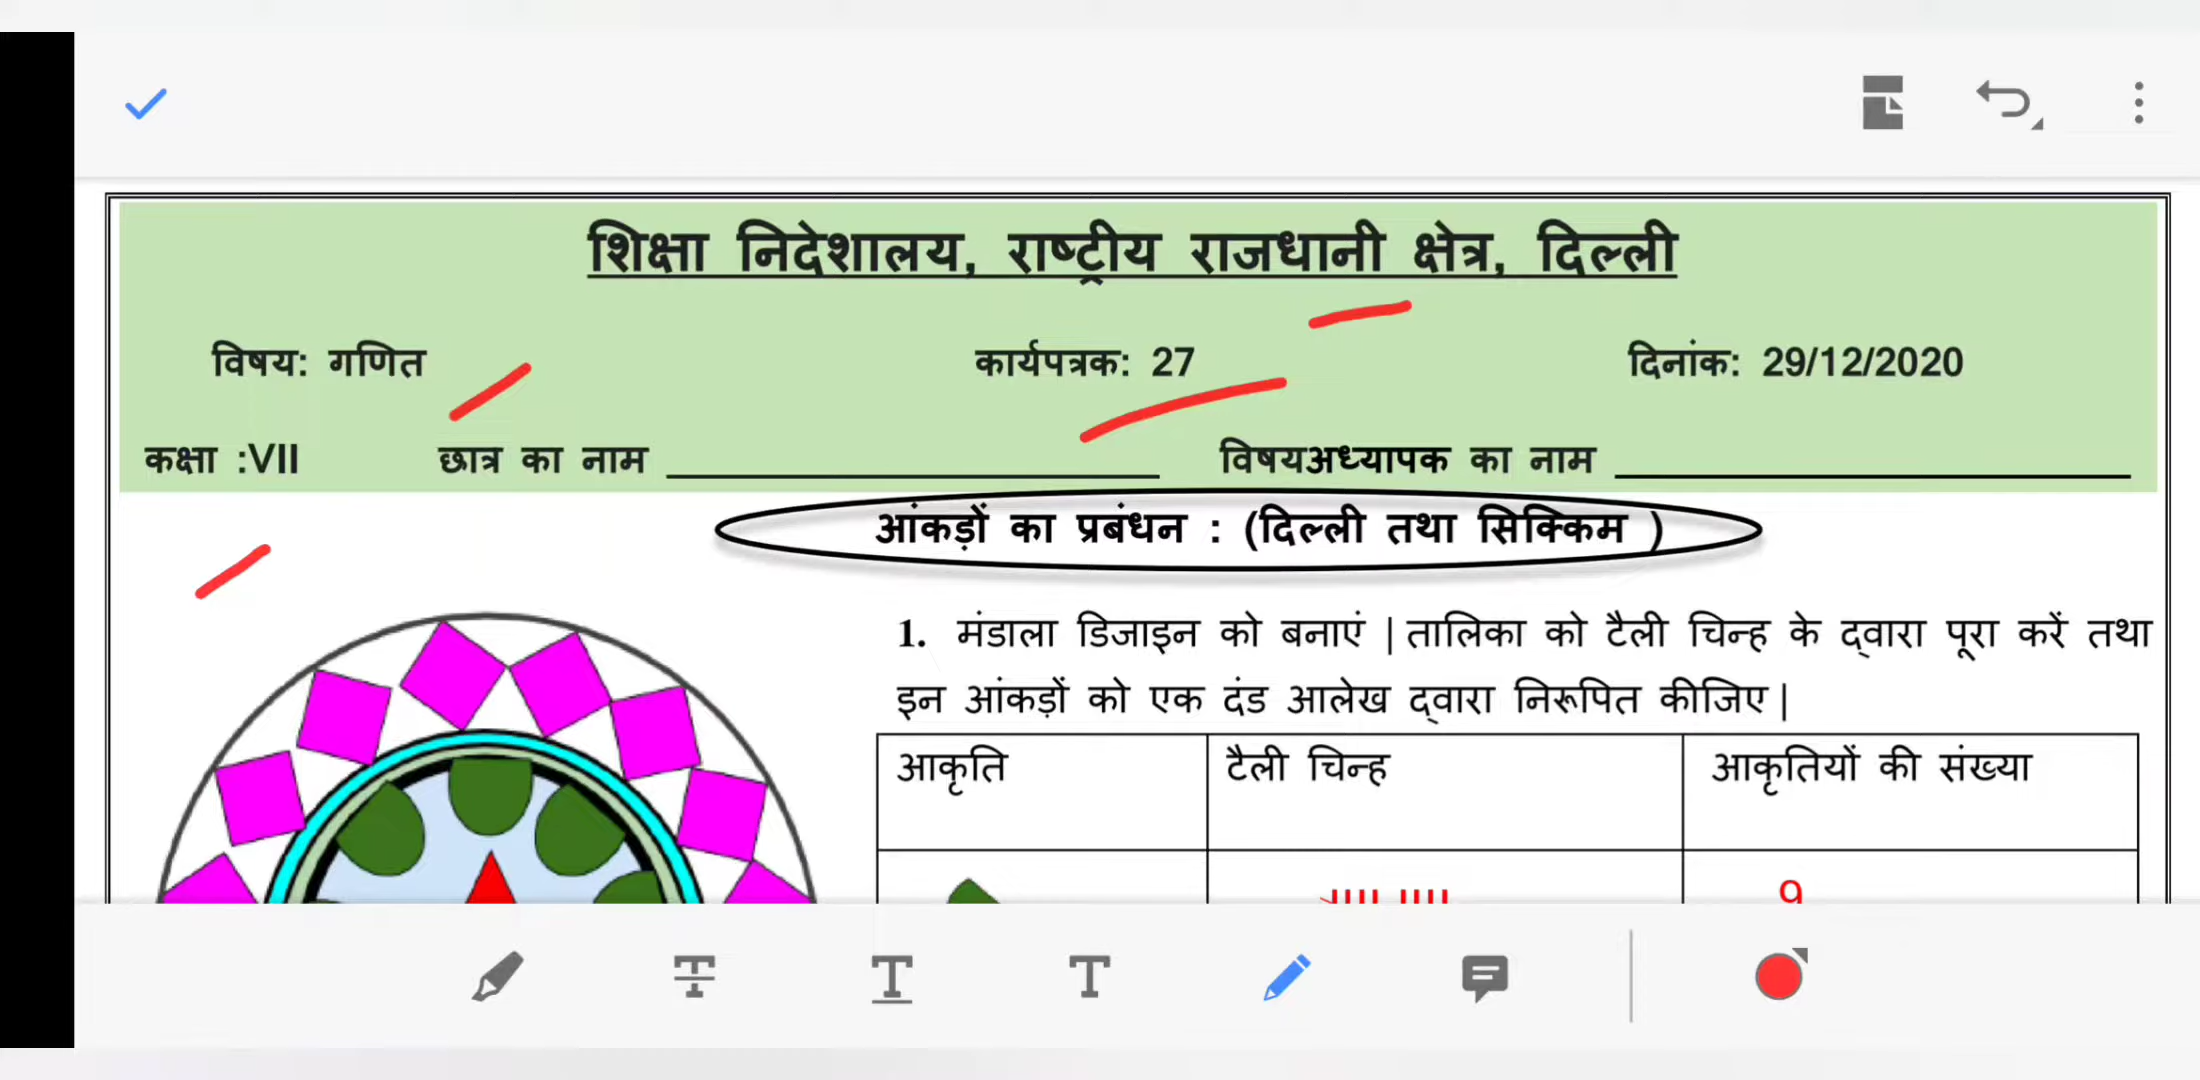 शिक्षा निदेशालय, राष्ट्रीय राजधानी क्षेत्र, दिल्ली
विषय: गणित कार्यपत्रक: 27 दिनांक: 29/12/2020
कक्षा :VII छात्र का नाम विषयअध्यापक का नाम
आंकड़ों का प्रबंधन : (दिल्ली तथा सिक्किम )
1. मंडाला डिजाइन को बनाएं | तालिका को टैली चिन्ह के द्वारा पूरा करें तथा
इन आंकड़ों को एक दंड आलेख द्वारा निरूपित कीजिए |
आकृति टैली चिन्ह आकृतियों की संख्या
9